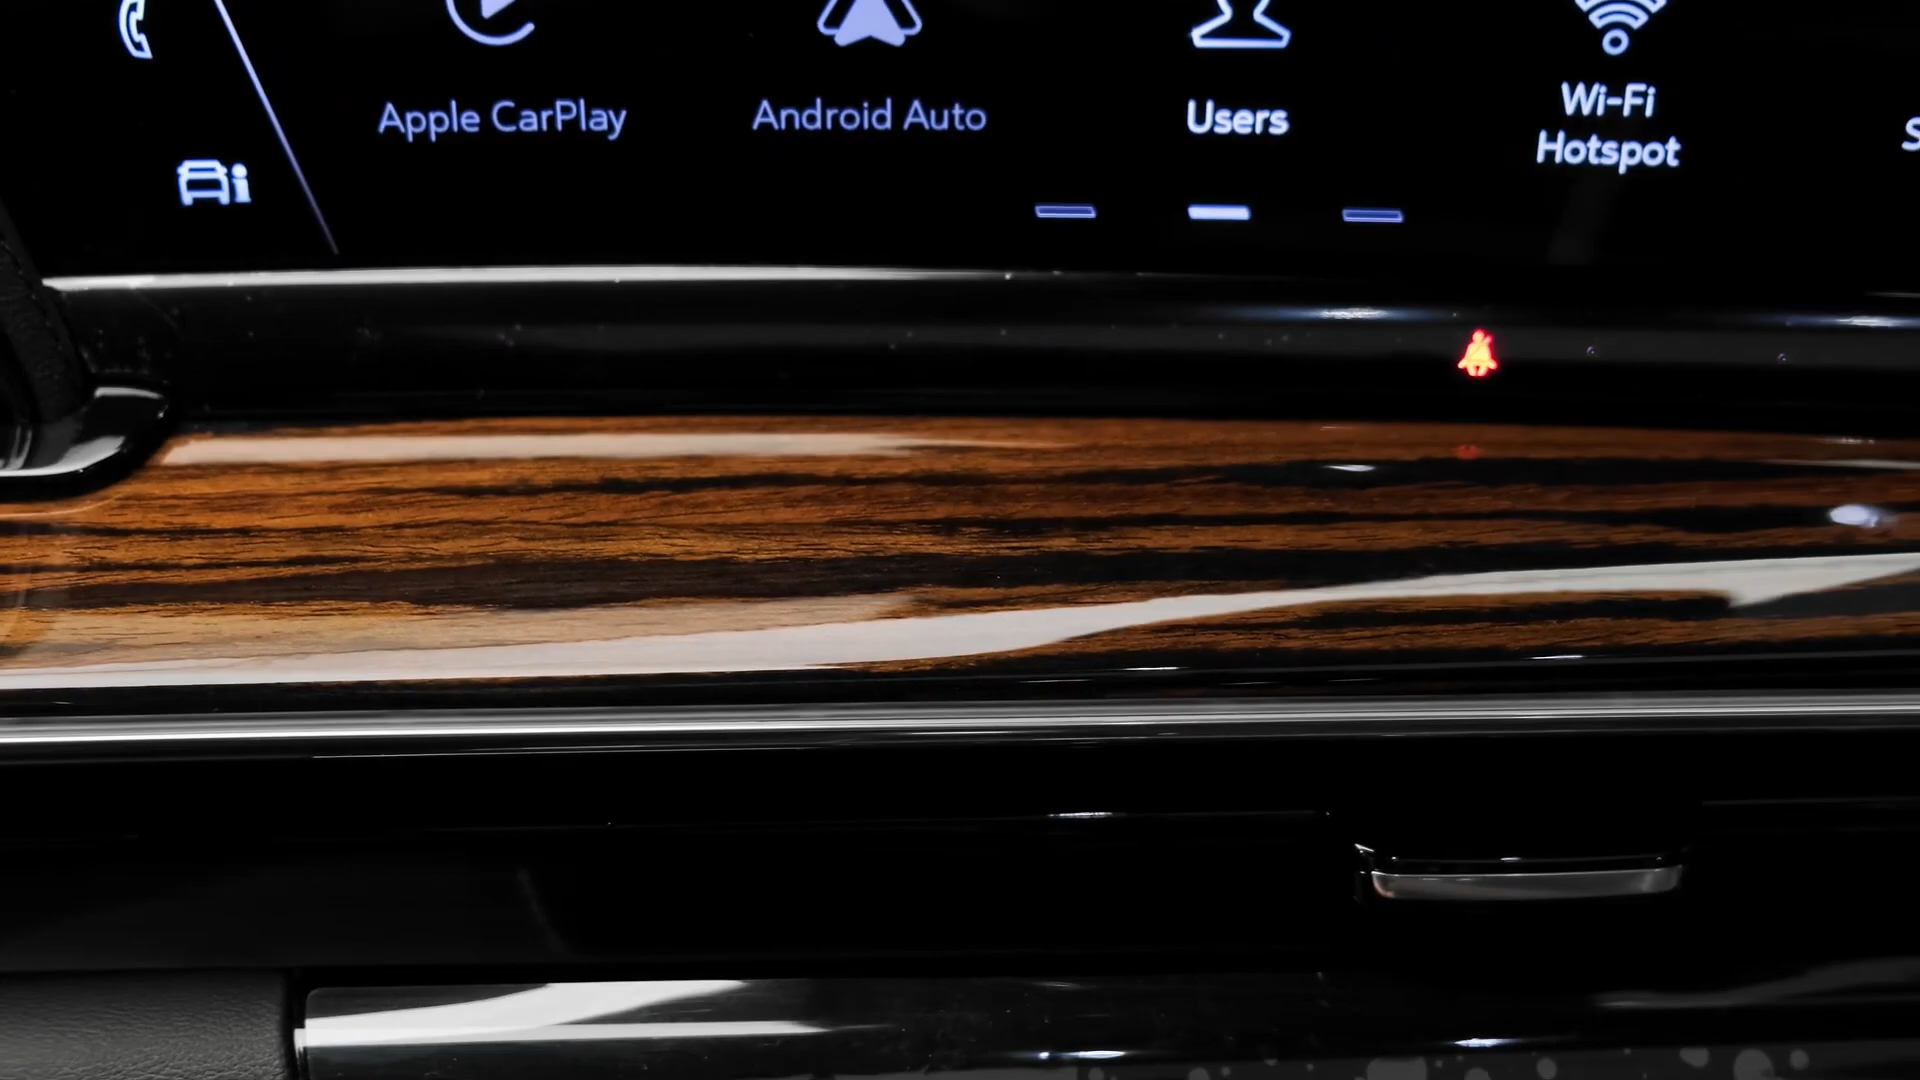 Apple CarPlay
Android Auto
Users
Wi-Fi
Hotspot